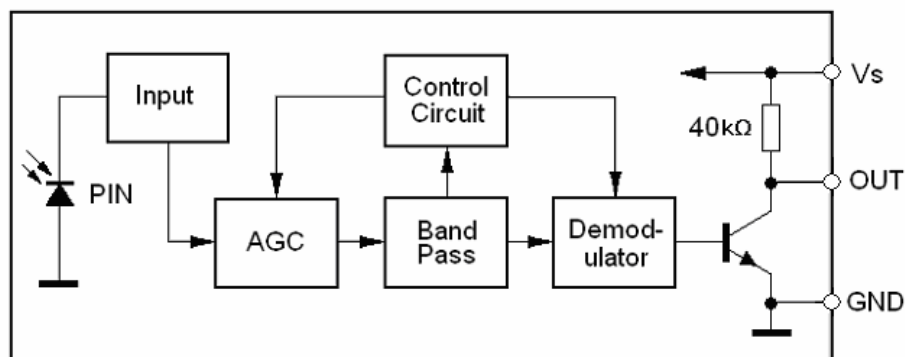 Input
Control
Circuit
Vs
40kΩ
PIN
OUT
AGC
Band
Pass
Demod-
ulator
GND